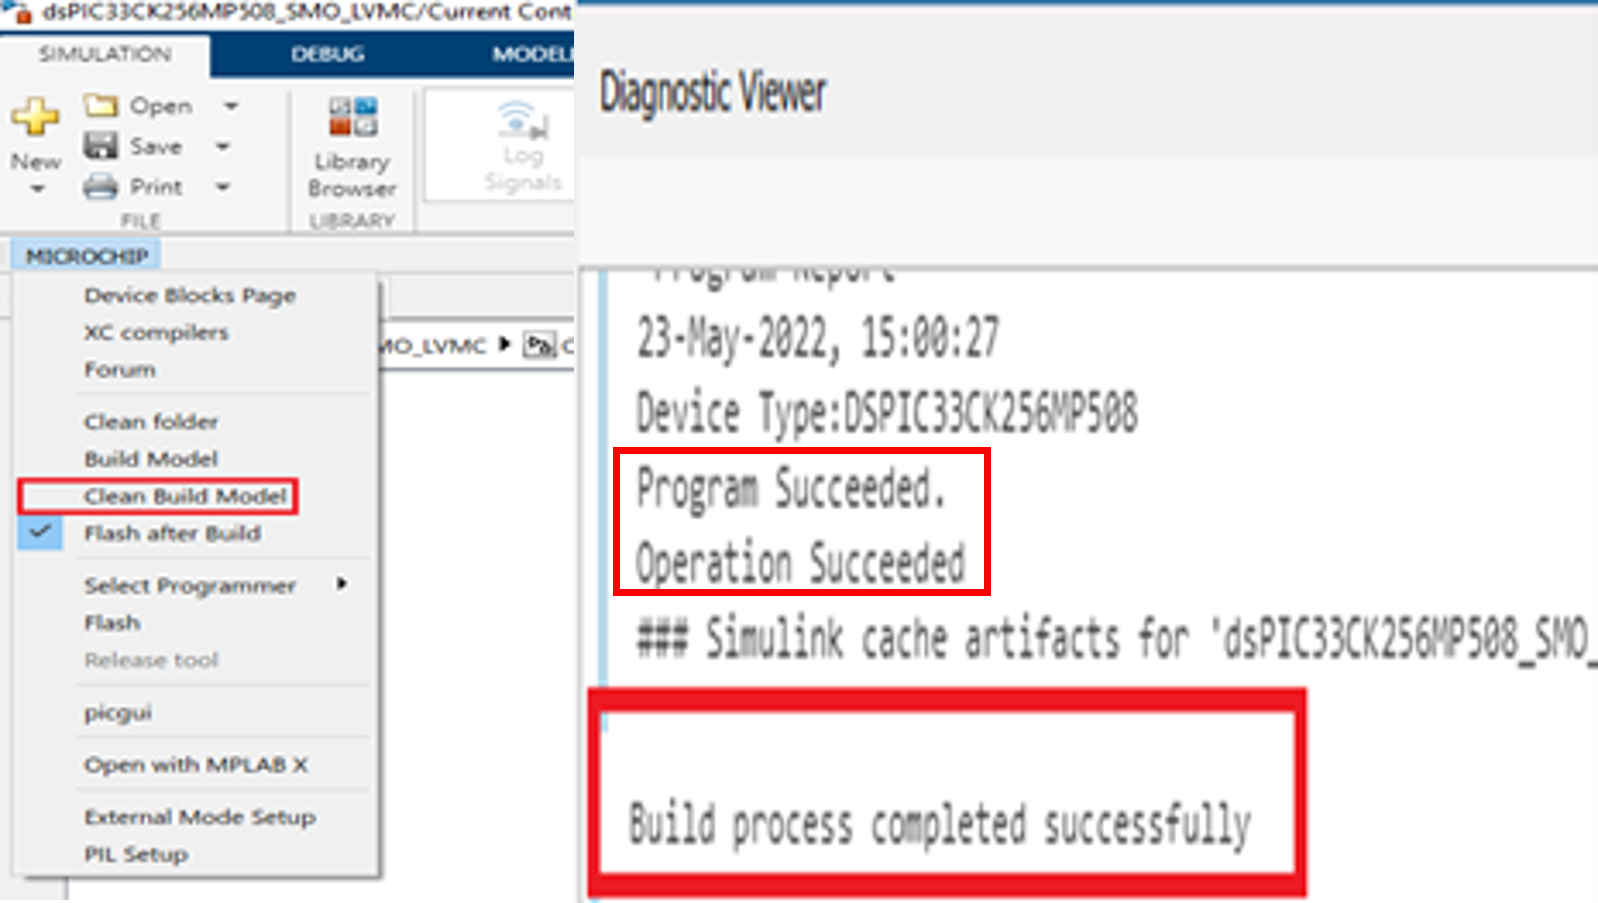 dsPIC33CK256MP508_SMO_LVMC/Current Cont
SIMULATION
DEBUG
MODELI
New
Open
Save
Print
FILE
Library
Browser
LIBRARY
Log
Signals
MICROCHIP
Device Blocks Page
XC compilers
Forum
Clean folder
Build Model
Clean Build Model
Flash after Build
Select Programmer
Flash
Release tool
picgui
Open with MPLAB X
External Mode Setup
PIL Setup
MO_LVMC
C
Diagnostic Viewer
Program Report
23-May-2022, 15:00:27
Device Type:DSPIC33CK256MP508
Program Succeeded.
Operation Succeeded
### Simulink cache artifacts for 'dsPIC33CK256MP508_SMO_
Build process completed successfully